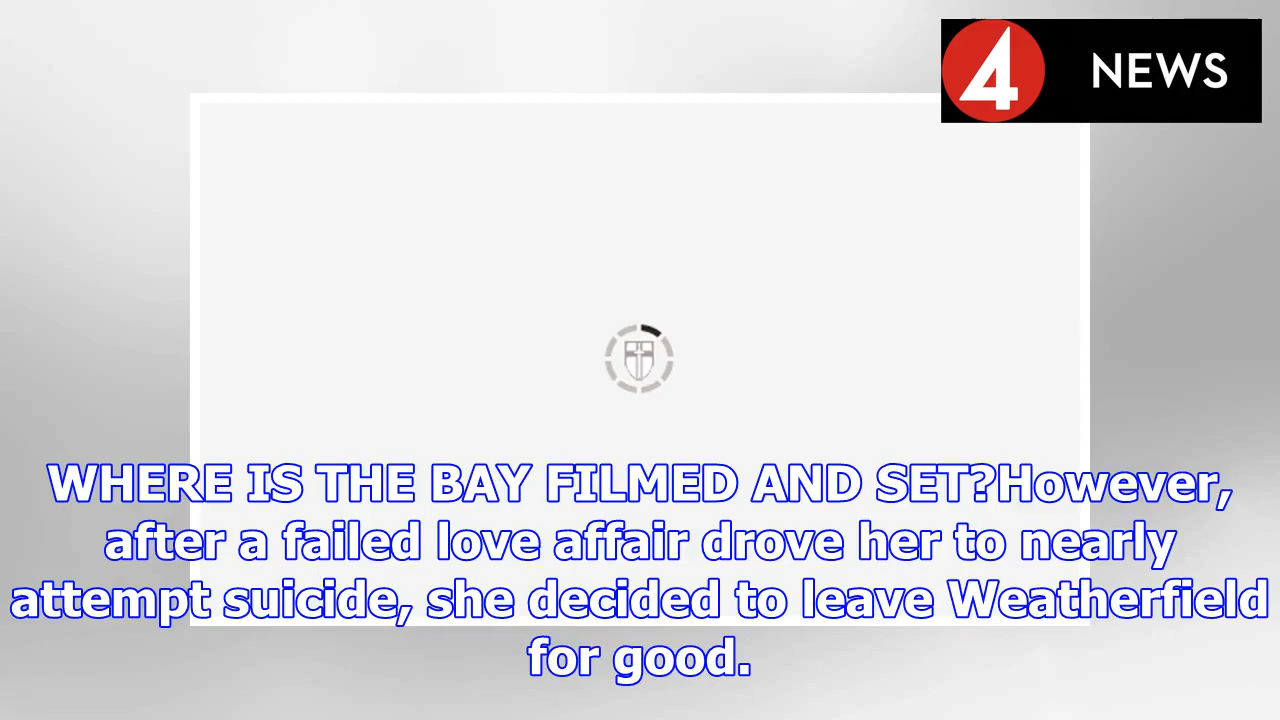 4 NEWS
WHERE IS THE BAY FILMED AND SET?However,
after a failed love affair drove her to nearly
attempt suicide, she decided to leave Weatherfield
for good.